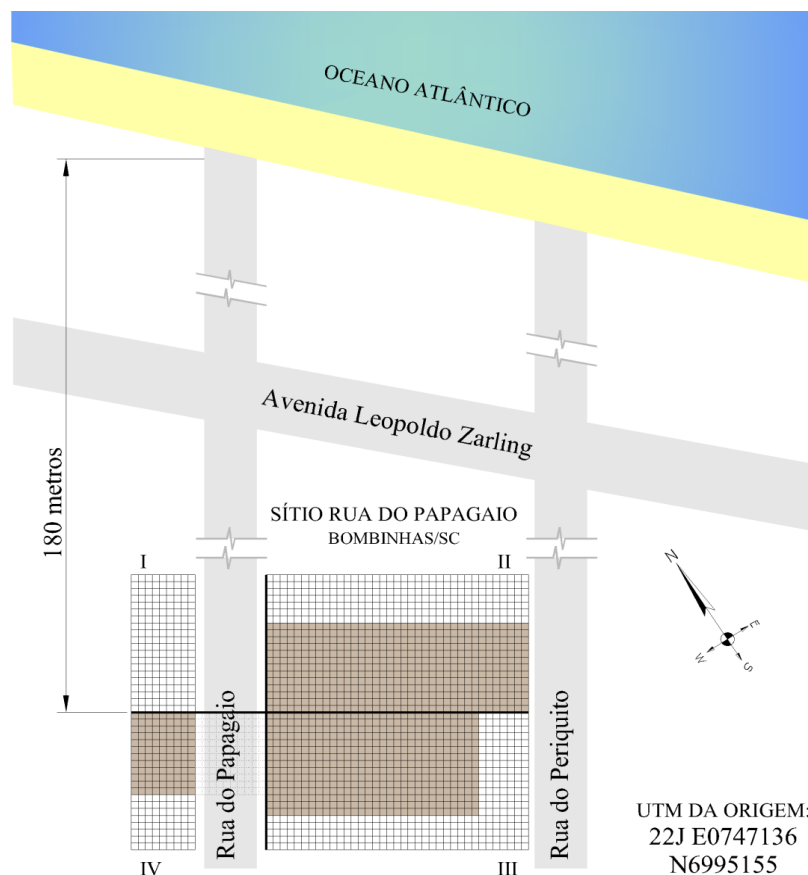 OCEANO ATLÂNTICO
Avenida Leopoldo Zarling
180 metros
SÍTIO RUA DO PAPAGAIO
BOMBINHAS/SC
I
II
N
E
W
S
Rua do Papagaio
Rua do Periquito
UTM DA ORIGEM:
22J E0747136
N6995155
IV
III